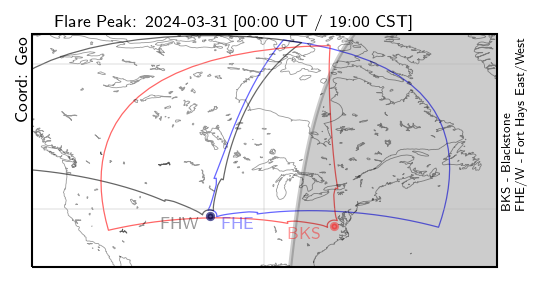 Flare Peak: 2024-03-31 [00:00 UT / 19:00 CST]
Coord: Geo
FHW
FHE
BKS
BKS - Blackstone
FHE/W - Fort Hays East/West